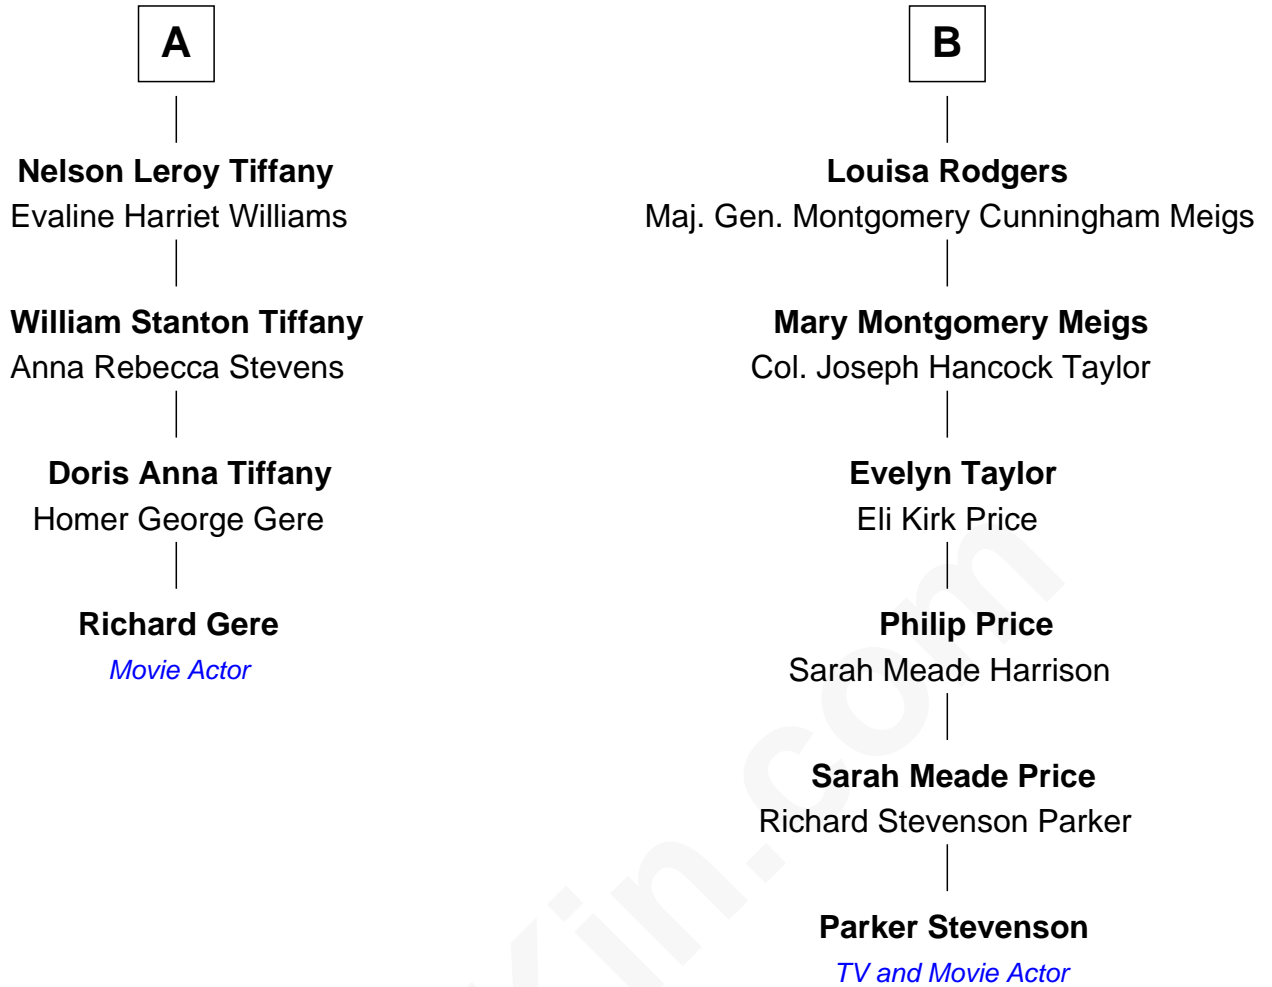 A
Nelson Leroy Tiffany
Evaline Harriet Williams
William Stanton Tiffany
Anna Rebecca Stevens
Doris Anna Tiffany
Homer George Gere
Richard Gere
Movie Actor
B
Louisa Rodgers
Maj. Gen. Montgomery Cunningham Meigs
Mary Montgomery Meigs
Col. Joseph Hancock Taylor
Evelyn Taylor
Eli Kirk Price
Philip Price
Sarah Meade Harrison
Sarah Meade Price
Richard Stevenson Parker
Parker Stevenson
TV and Movie Actor
Kin.com